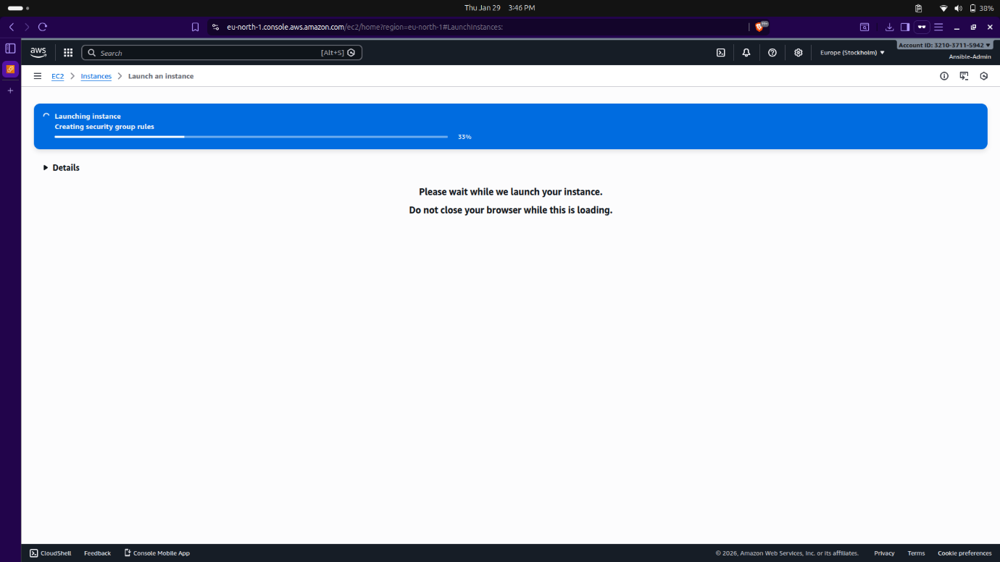 Thu Jan 29 3:46 PM
38%
eu-north-1.console.aws.amazon.com/ec2/home?region=eu-north-1#LaunchInstances:
99+
aws
Search
[Alt+S]
Europe (Stockholm)
Account ID: 3210-3711-5942
Ansible-Admin
EC2
Instances
Launch an instance
Launching instance
Creating security group rules
33%
Details
Please wait while we launch your instance.
Do not close your browser while this is loading.
CloudShell
Feedback
Console Mobile App
© 2026, Amazon Web Services, Inc. or its affiliates.
Privacy
Terms
Cookie preferences